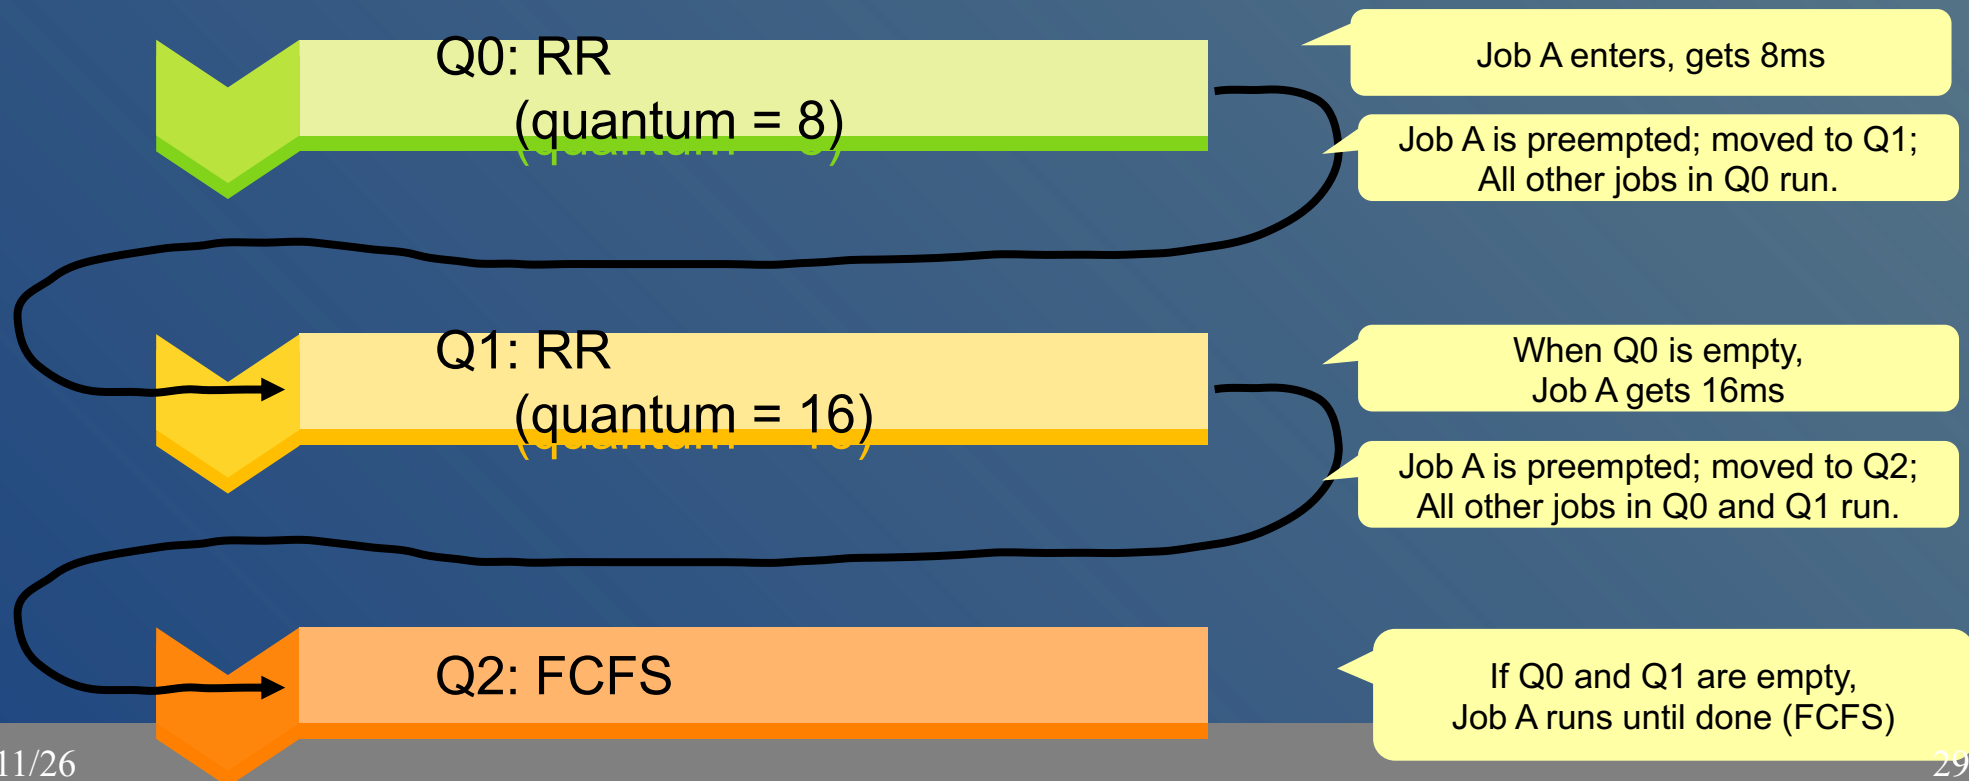 Q0: RR
(quantum = 8)
Job A enters, gets 8ms
Job A is preempted; moved to Q1;
All other jobs in Q0 run.
Q1: RR
(quantum = 16)
When Q0 is empty,
Job A gets 16ms
Job A is preempted; moved to Q2;
All other jobs in Q0 and Q1 run.
Q2: FCFS
If Q0 and Q1 are empty,
Job A runs until done (FCFS)
11/26
29